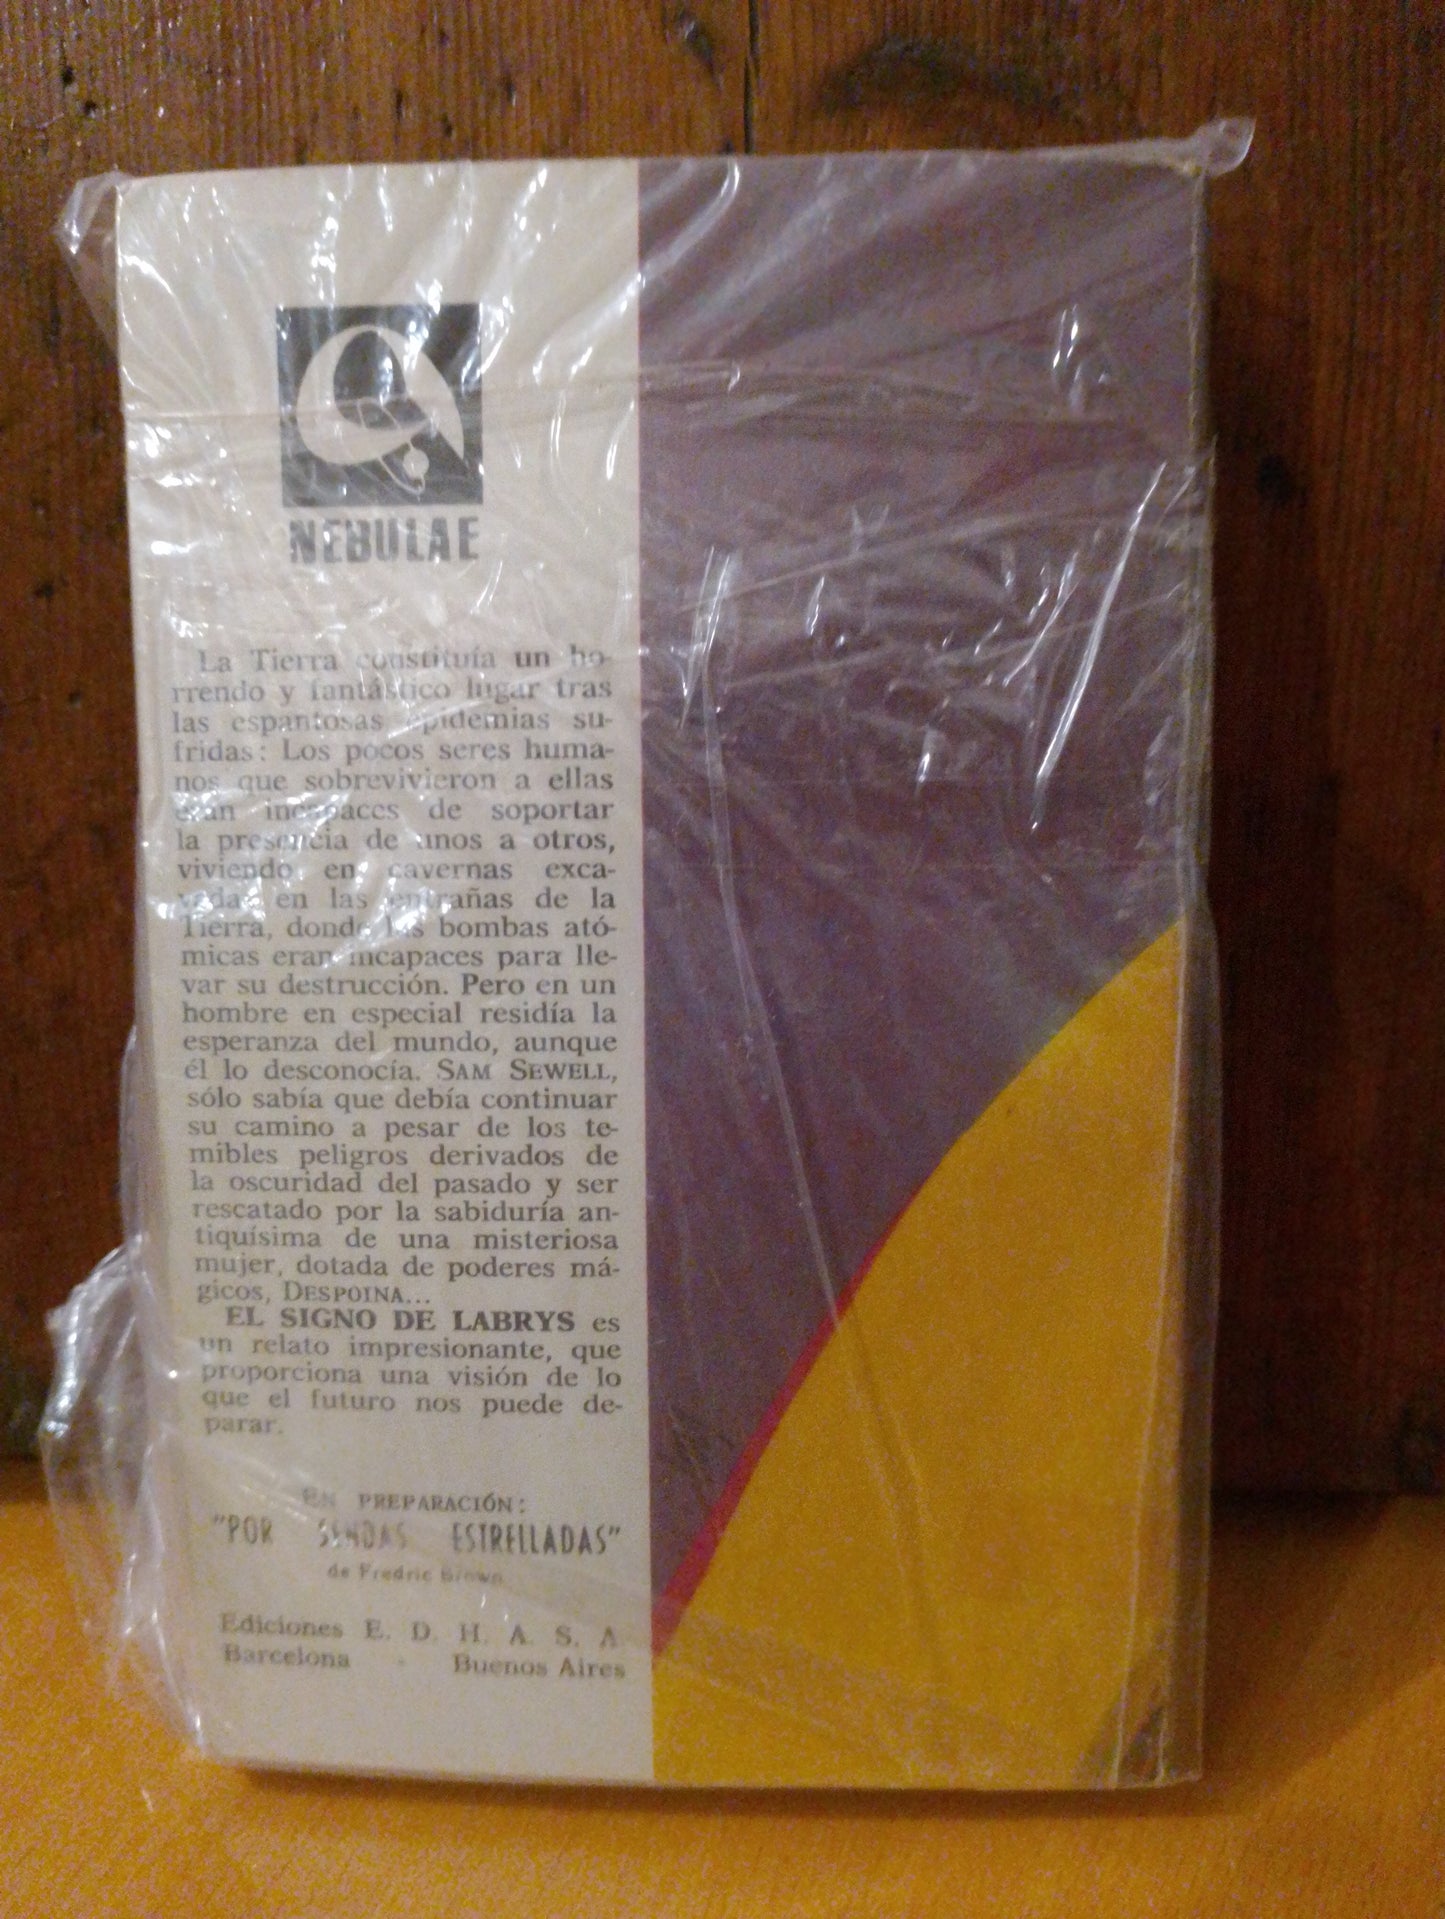 NEBULAE
La Tierra constituía un ho-
rrendo y fantástico lugar tras
las espantosas epidemias su-
fridas: Los pocos seres huma-
nos que sobrevivieron a ellas
eran incapaces de soportar
la presencia de unos a otros,
viviendo en cavernas exca-
vadas en las entrañas de la
Tierra, donde las bombas ató-
micas eran incapaces para lle-
var su destrucción. Pero en un
hombre en especial residía la
esperanza del mundo, aunque
él lo desconocía. SAM SEWELL,
sólo sabía que debía continuar
su camino a pesar de los te-
mibles peligros derivados de
la oscuridad del pasado y ser
rescatado por la sabiduría an-
tiquísima de una misteriosa
mujer, dotada de poderes má-
gicos, DESPOINA...
EL SIGNO DE LABRYS es
un relato impresionante, que
proporciona una visión de lo
que el futuro nos puede de-
parar.
EN PREPARACIÓN:
"POR SENDAS ESTRELLADAS"
de Fredric Brown
Ediciones E. D. H. A. S. A
Barcelona - Buenos Aires